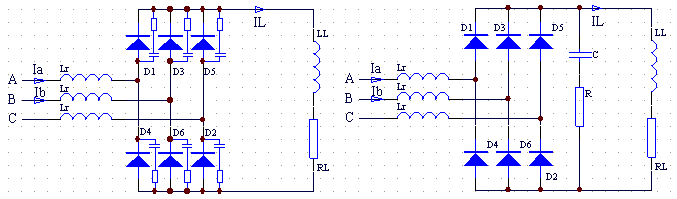 IL
LL
D1 D3 D5
Lr
A Ia
Lr
B Ib
Lr
C
D4 D6 D2
RL
IL
D1 D3 D5
LL
C
Lr
A Ia
Lr
B Ib
R
Lr
C
D4 D6
RL
D2